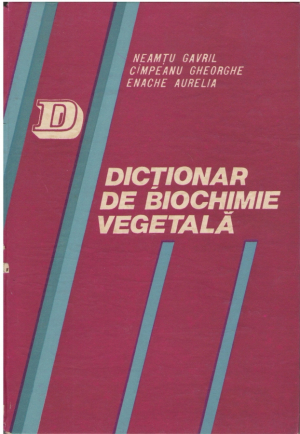 NEAMȚU GAVRIL
CÎMPEANU GHEORGHE
ENACHE AURELIA
D
DICȚIONAR
DE BIOCHIMIE
VEGETALĂ